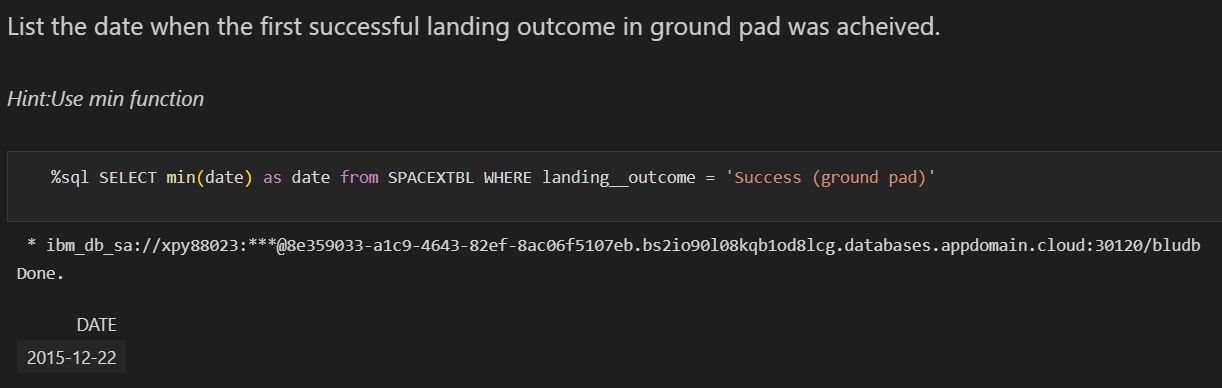 List the date when the first successful landing outcome in ground pad was acheived.
Hint:Use min function
%sql SELECT min(date) as date from SPACEXTBL WHERE landing__outcome = 'Success (ground pad)'
* ibm_db_sa://xpy88023:***@8e359033-a1c9-4643-82ef-8ac06f5107eb.bs2io90l08kqb1od8lcg.databases.appdomain.cloud:30120/bludb
Done.
DATE
2015-12-22